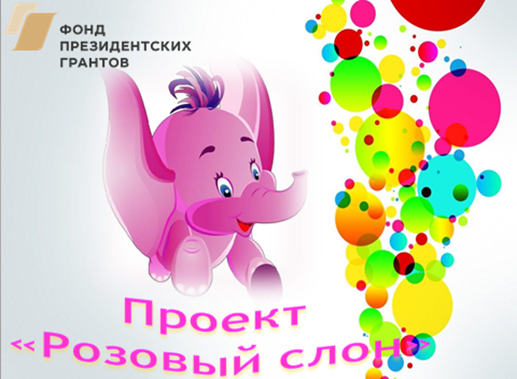 ФОНД
ПРЕЗИДЕНТСКИХ
ГРАНТОВ
Проект
«Розовый слон»